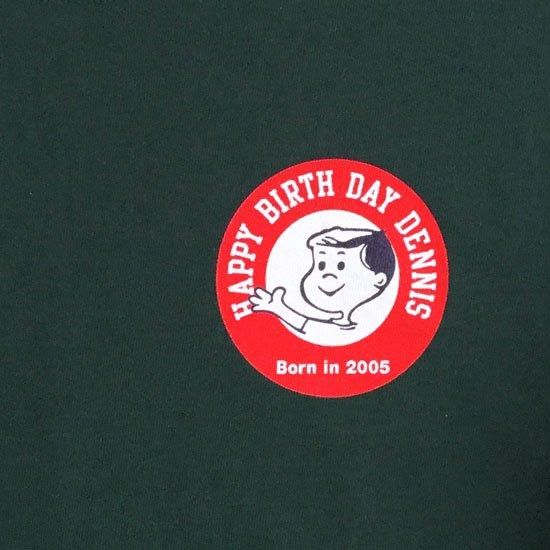 HAPPY BIRTH DAY DENNIS
Born in 2005